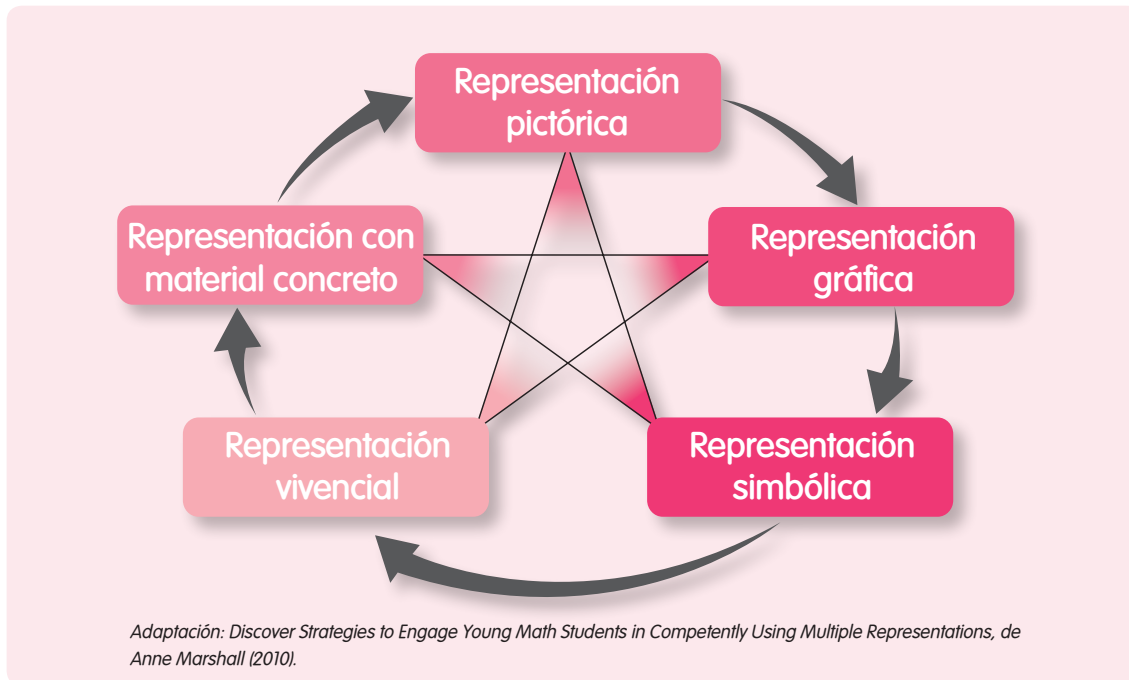 Representación
pictórica
Representación con
material concreto
Representación
gráfica
Representación
vivencial
Representación
simbólica
Adaptación: Discover Strategies to Engage Young Math Students in Competently Using Multiple Representations, de
Anne Marshall (2010).